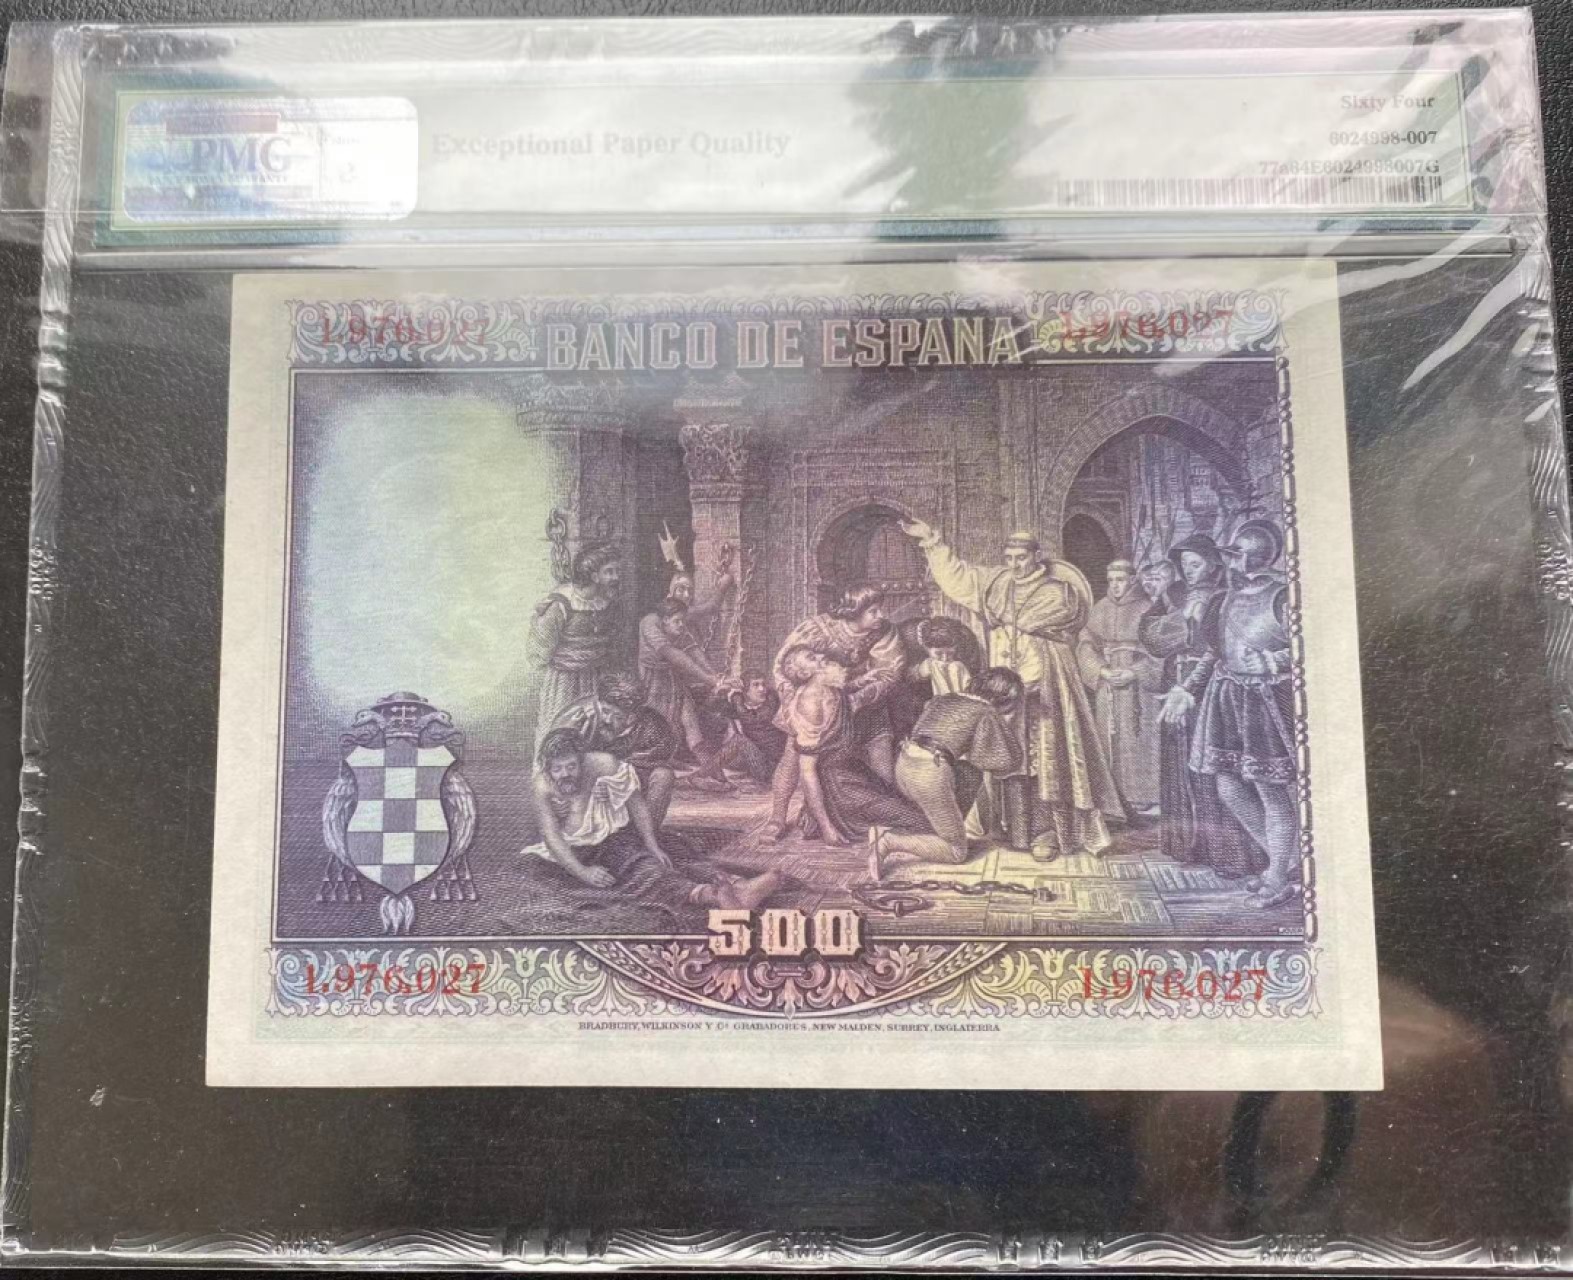 PMG
Exceptional Paper Quality
Sixty Four
6024998-007
77a84E6024998007G
1.976.027
BANCO DE ESPAÑA
1.976.027
500
1.976.027
1.976.027
BRADBURY, WILKINSON Y Cª GRABADORES, NEW MALDEN, SURREY, INGLATERRA